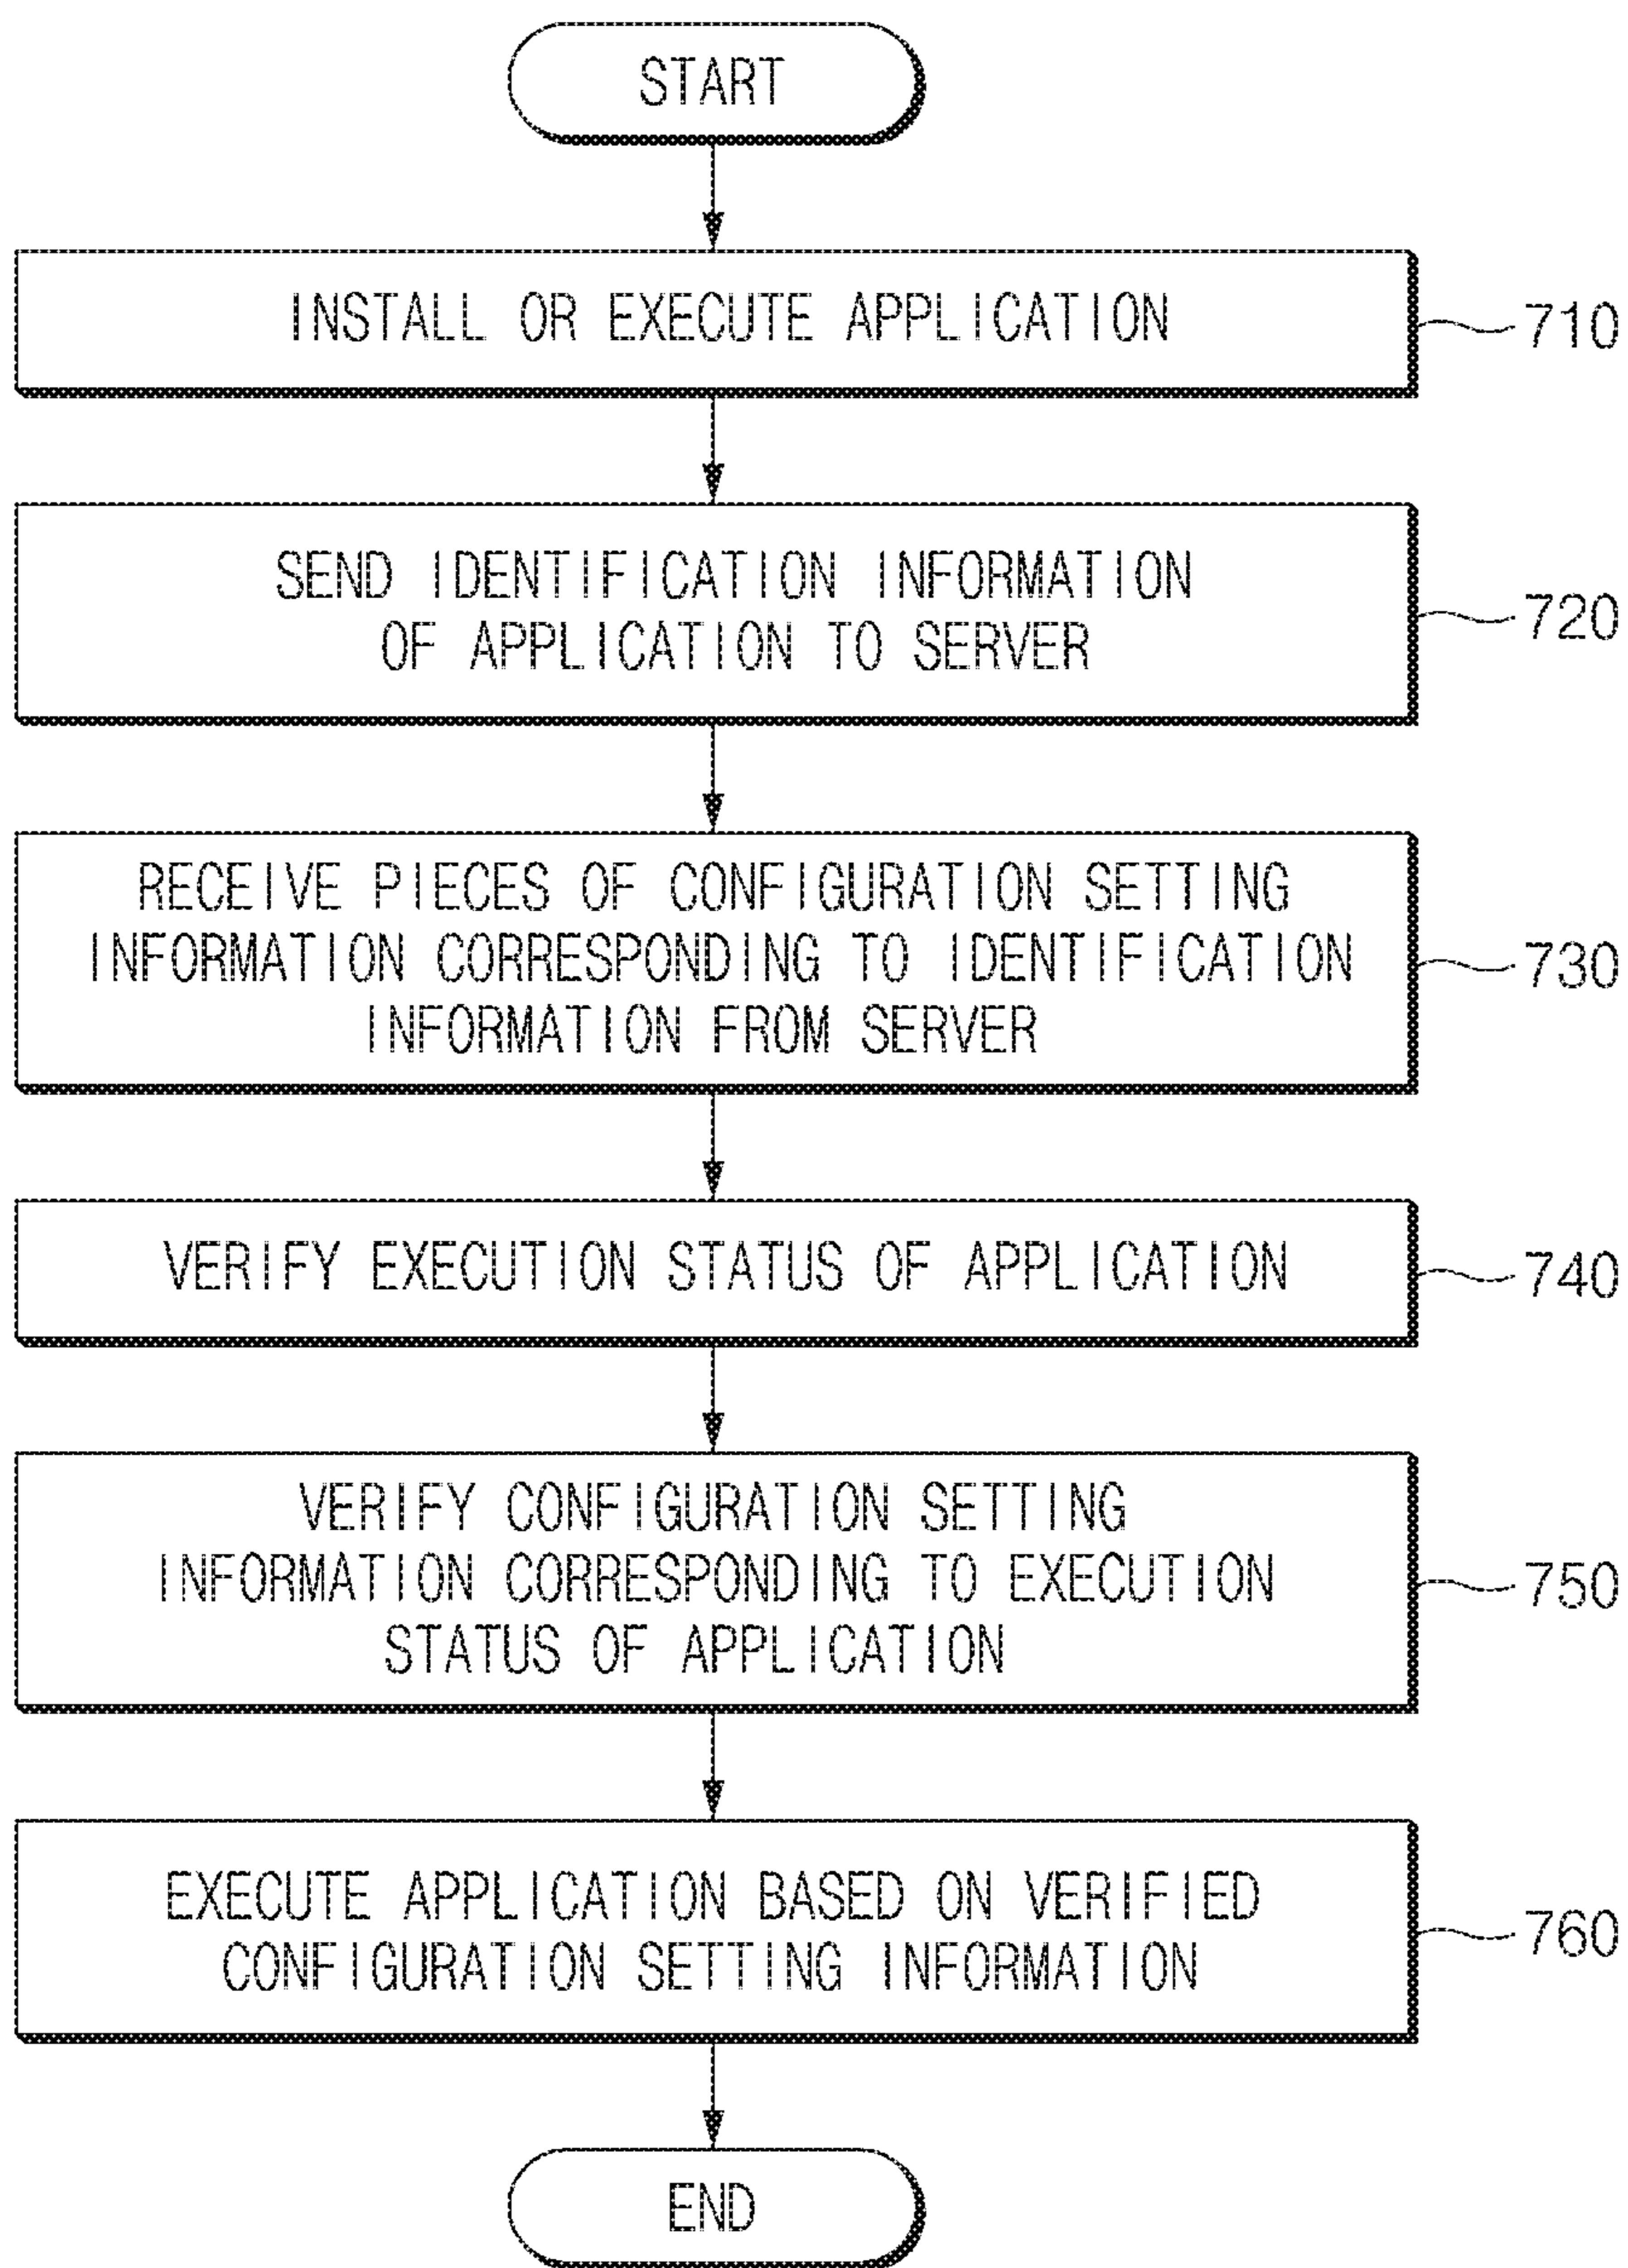 START
INSTALL OR EXECUTE APPLICATION
710
SEND IDENTIFICATION INFORMATION
OF APPLICATION TO SERVER
720
RECEIVE PIECES OF CONFIGURATION SETTING
INFORMATION CORRESPONDING TO IDENTIFICATION
INFORMATION FROM SERVER
730
VERIFY EXECUTION STATUS OF APPLICATION
740
VERIFY CONFIGURATION SETTING
INFORMATION CORRESPONDING TO EXECUTION
STATUS OF APPLICATION
750
EXECUTE APPLICATION BASED ON VERIFIED
CONFIGURATION SETTING INFORMATION
760
END